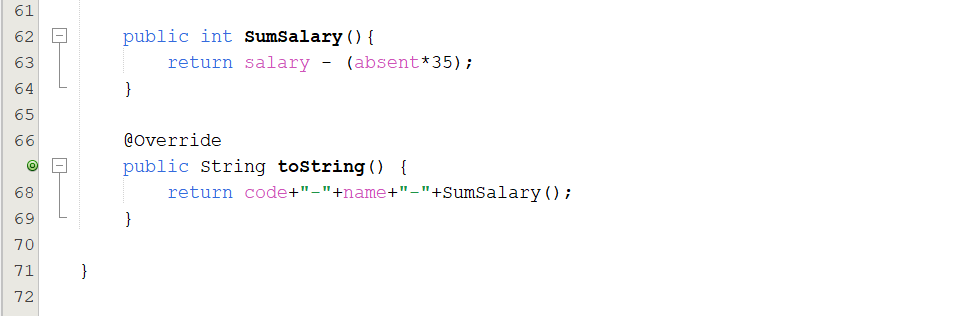 61
62 public int SumSalary(){
63 return salary - (absent*35);
64 }
65
66 @Override
public String toString() {
68 return code+"-"+name+"-"+SumSalary();
69 }
70
71 }
72